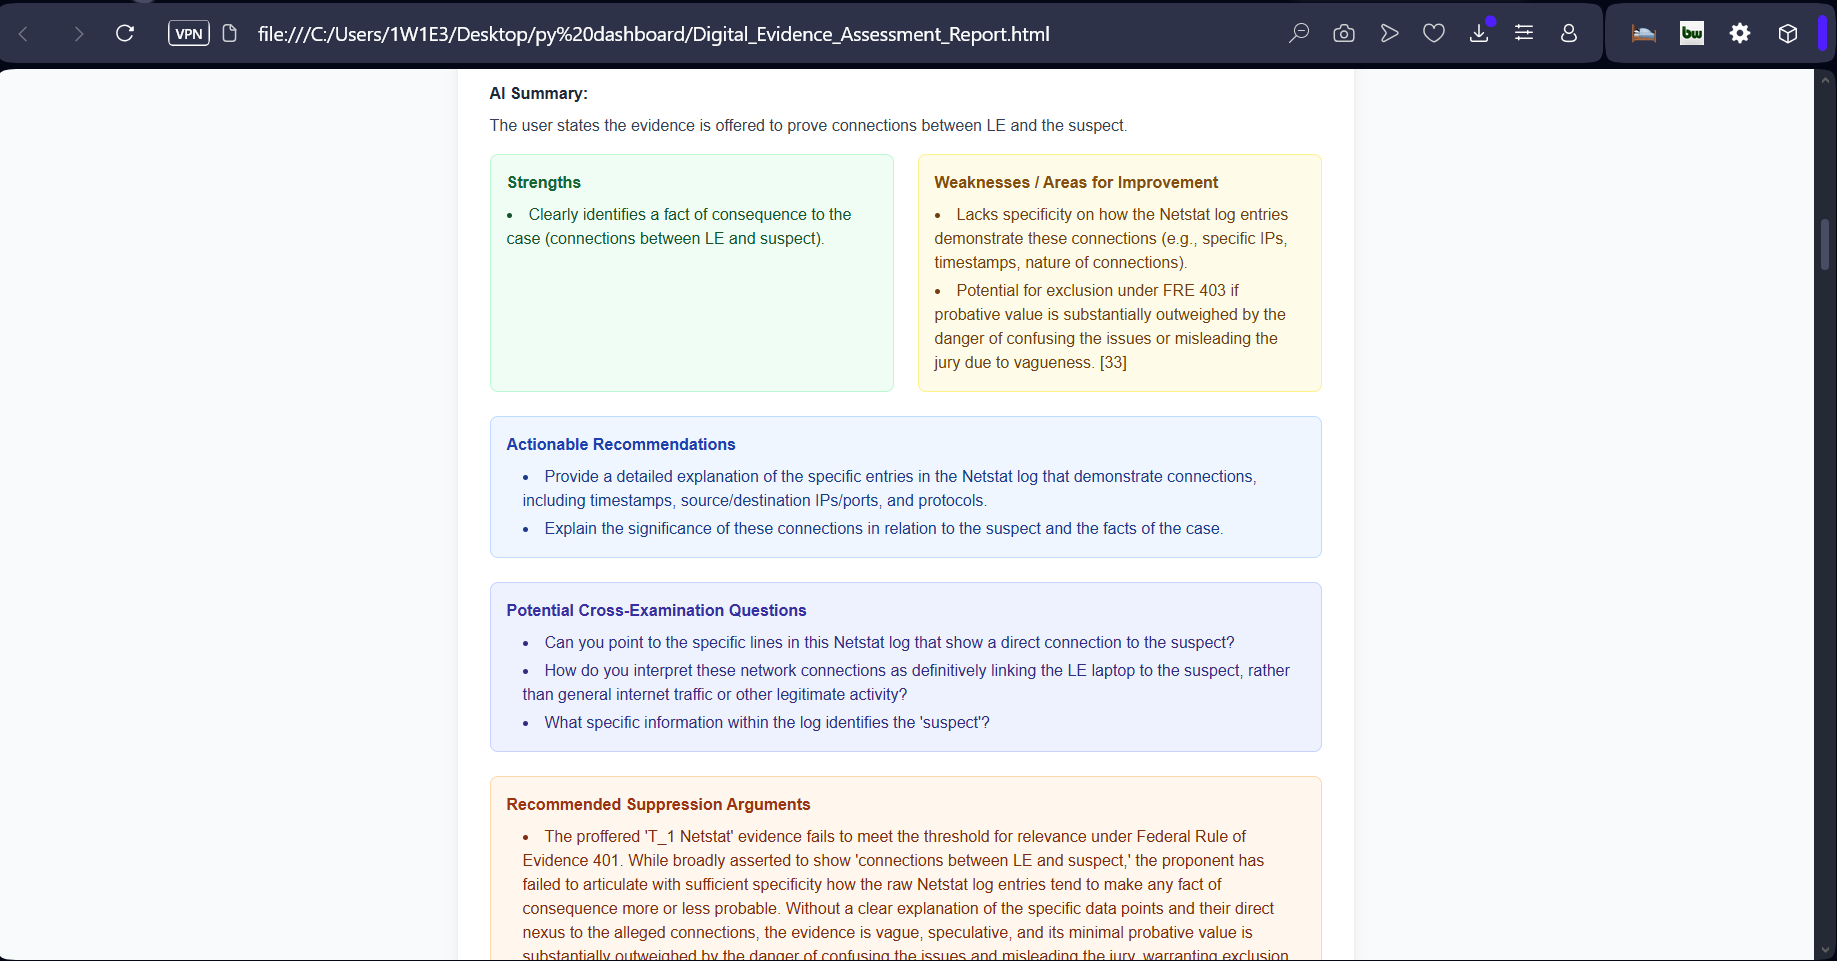 VPN
file:///C:/Users/1W1E3/Desktop/py%20dashboard/Digital_Evidence_Assessment_Report.html
bw
AI Summary:
The user states the evidence is offered to prove connections between LE and the suspect.
Strengths
• Clearly identifies a fact of consequence to the
case (connections between LE and suspect).
Weaknesses / Areas for Improvement
• Lacks specificity on how the Netstat log entries
demonstrate these connections (e.g., specific IPs,
timestamps, nature of connections).
• Potential for exclusion under FRE 403 if
probative value is substantially outweighed by the
danger of confusing the issues or misleading the
jury due to vagueness. [33]
Actionable Recommendations
• Provide a detailed explanation of the specific entries in the Netstat log that demonstrate connections,
including timestamps, source/destination IPs/ports, and protocols.
• Explain the significance of these connections in relation to the suspect and the facts of the case.
Potential Cross-Examination Questions
• Can you point to the specific lines in this Netstat log that show a direct connection to the suspect?
• How do you interpret these network connections as definitively linking the LE laptop to the suspect, rather
than general internet traffic or other legitimate activity?
• What specific information within the log identifies the 'suspect'?
Recommended Suppression Arguments
• The proffered 'T_1 Netstat' evidence fails to meet the threshold for relevance under Federal Rule of
Evidence 401. While broadly asserted to show 'connections between LE and suspect,' the proponent has
failed to articulate with sufficient specificity how the raw Netstat log entries tend to make any fact of
consequence more or less probable. Without a clear explanation of the specific data points and their direct
nexus to the alleged connections, the evidence is vague, speculative, and its minimal probative value is
substantially outweighed by the danger of confusing the issues and misleading the jury, warranting exclusion